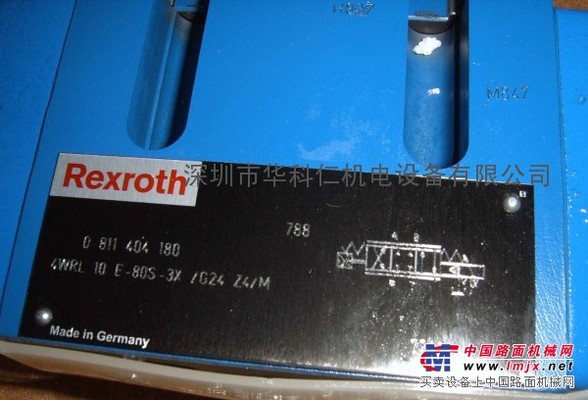 M847
Rexroth
深圳市华科仁机电设备有限公司
788
0 811 404 180
4WRL 10 E-80S-3X /G24 Z4/M
Made in Germany
中国路面机械网
www.lmjx.net
买卖设备上中国路面机械网